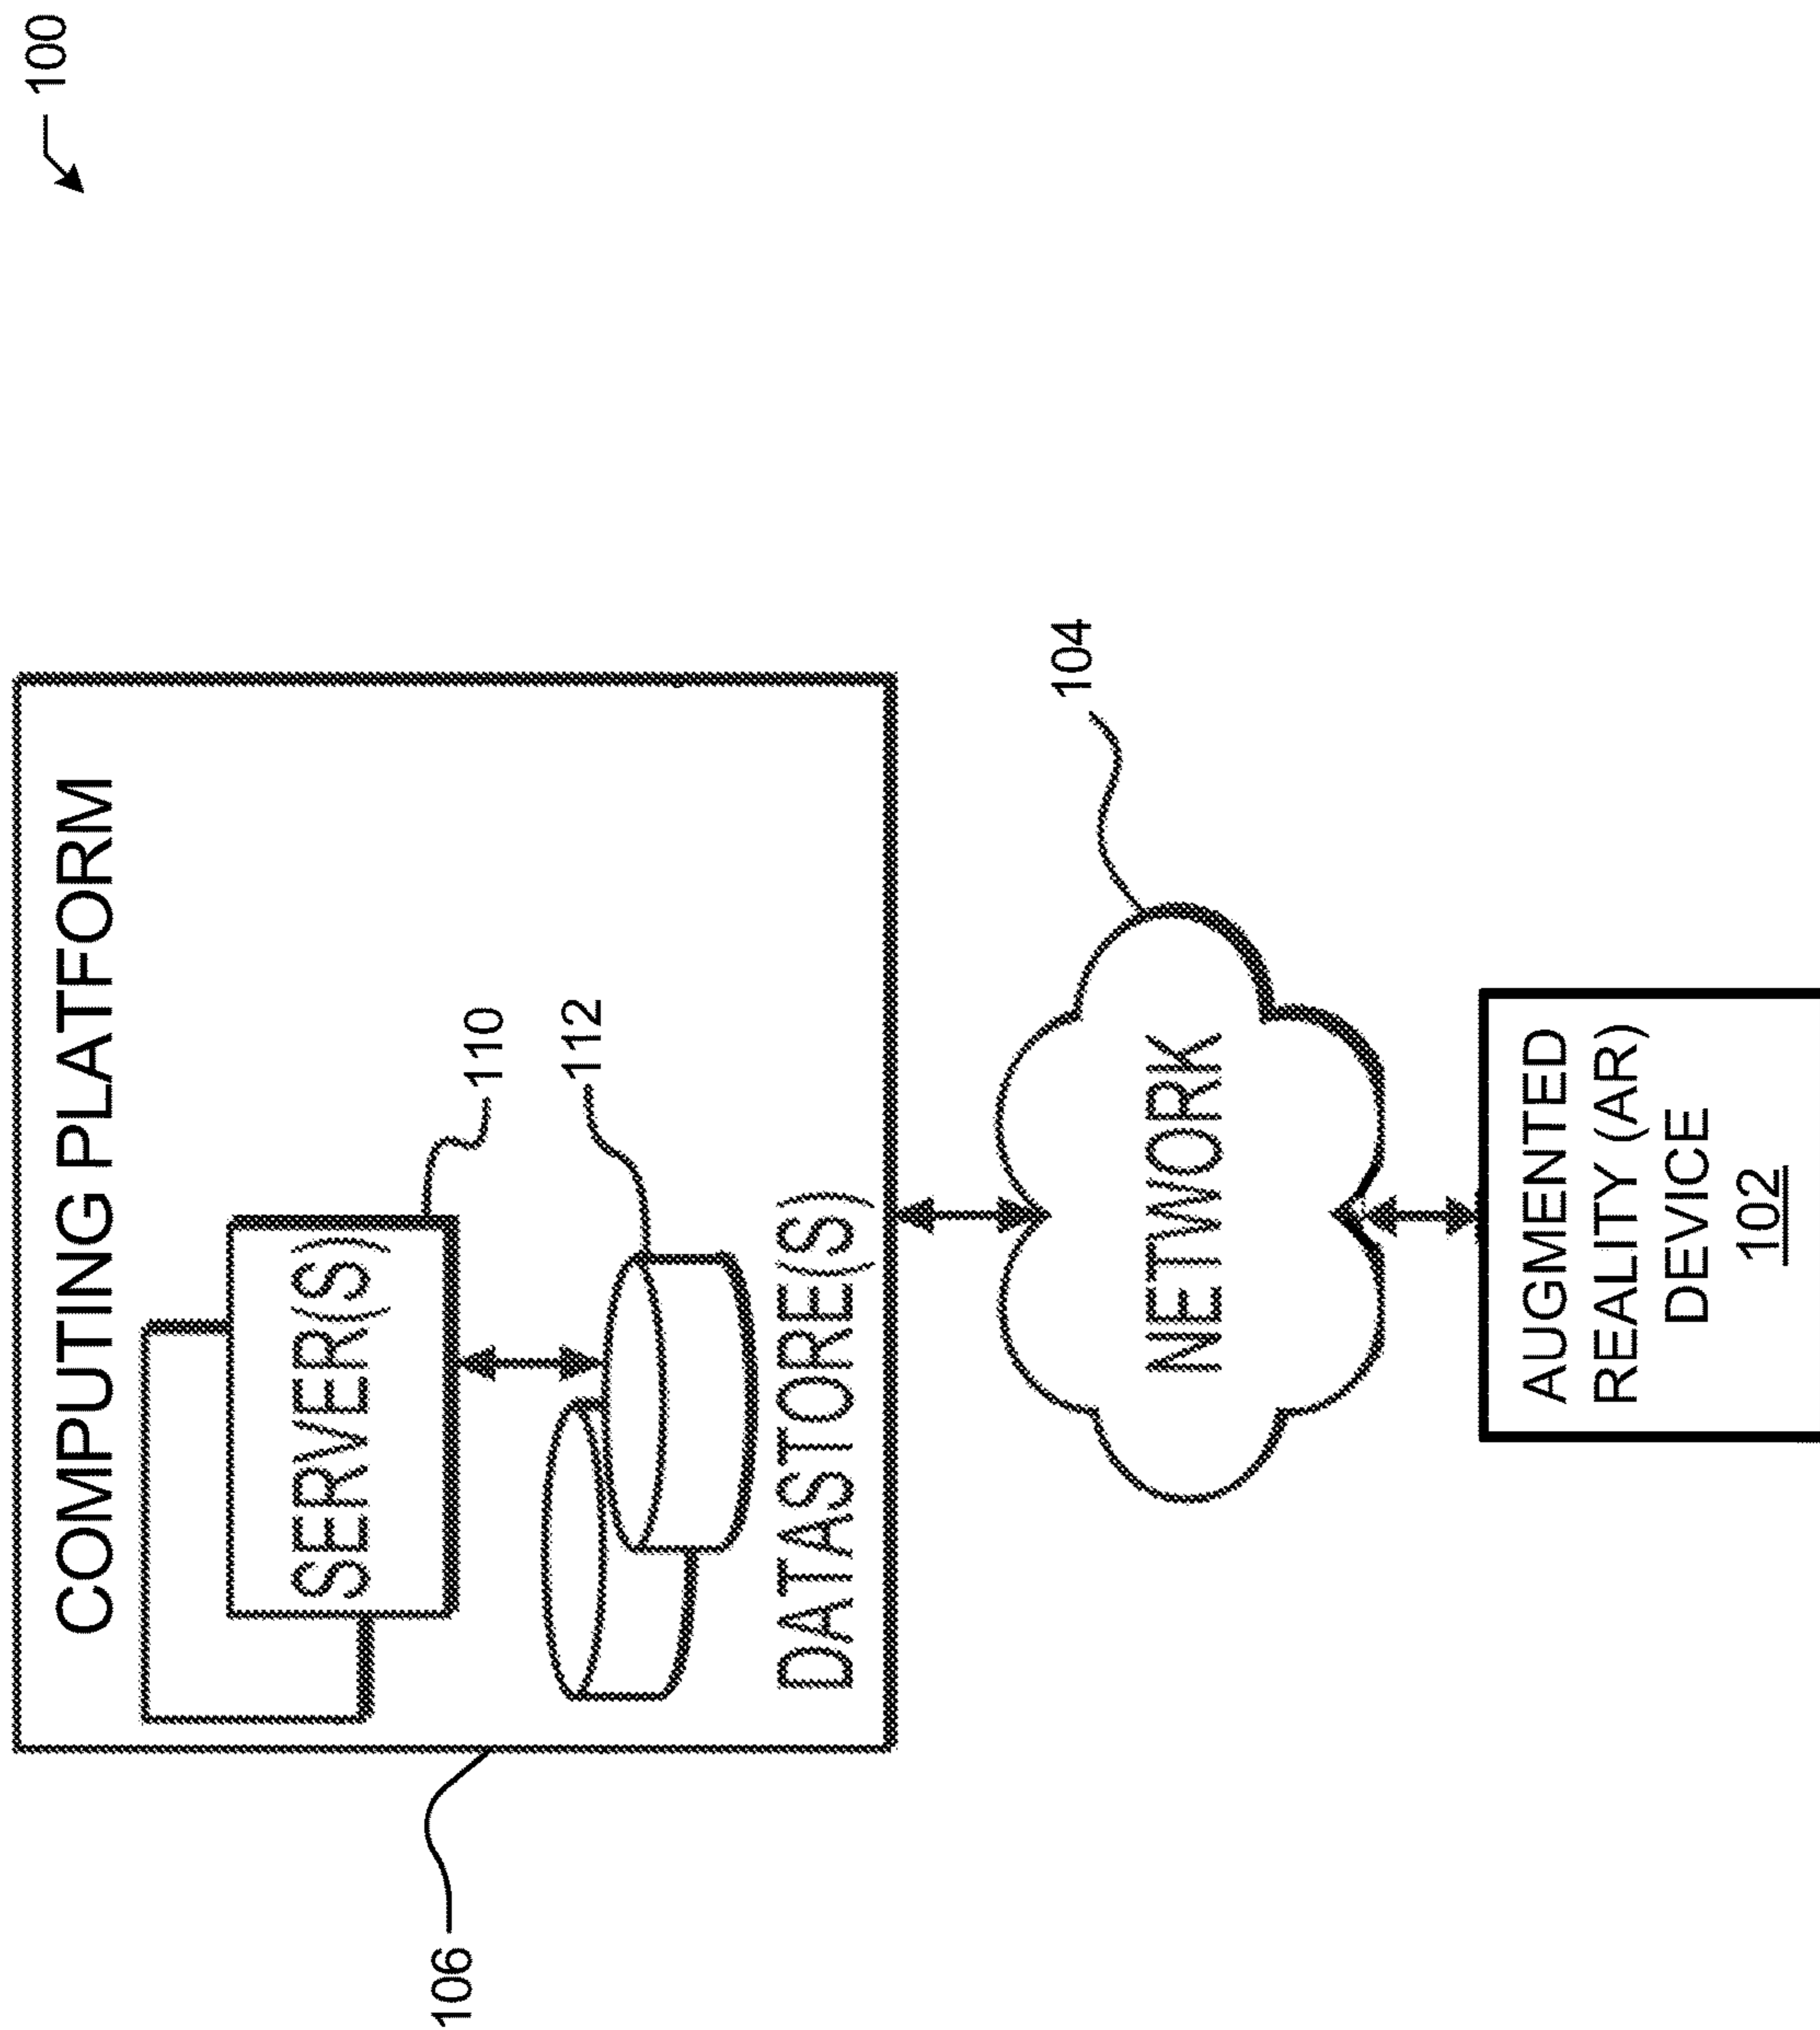 100
COMPUTING PLATFORM
106
SERVER(S)
110
112
DATASTORE(S)
104
NETWORK
AUGMENTED
REALITY (AR)
DEVICE
102